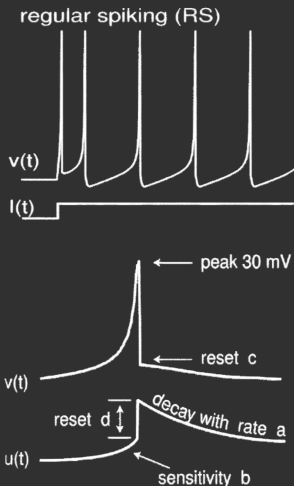 regular spiking (RS)
v(t)
I(t)
peak 30 mV
reset c
v(t)
decay with rate a
reset d
u(t)
sensitivity b